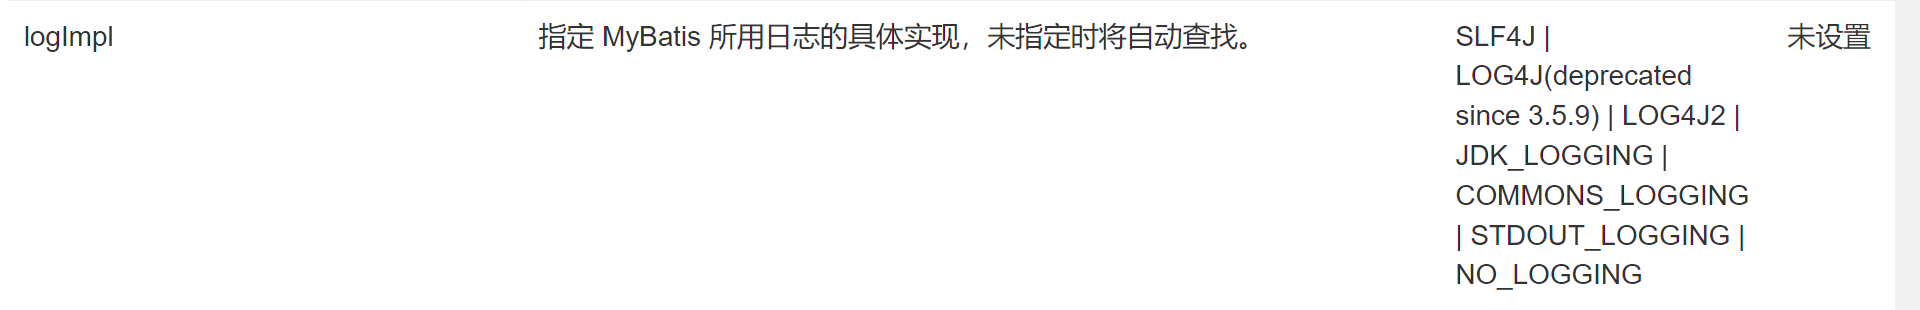 logImpl
指定 MyBatis 所用日志的具体实现，未指定时将自动查找。
SLF4J |
LOG4J(deprecated
since 3.5.9) | LOG4J2 |
JDK_LOGGING |
COMMONS_LOGGING
| STDOUT_LOGGING |
NO_LOGGING
未设置